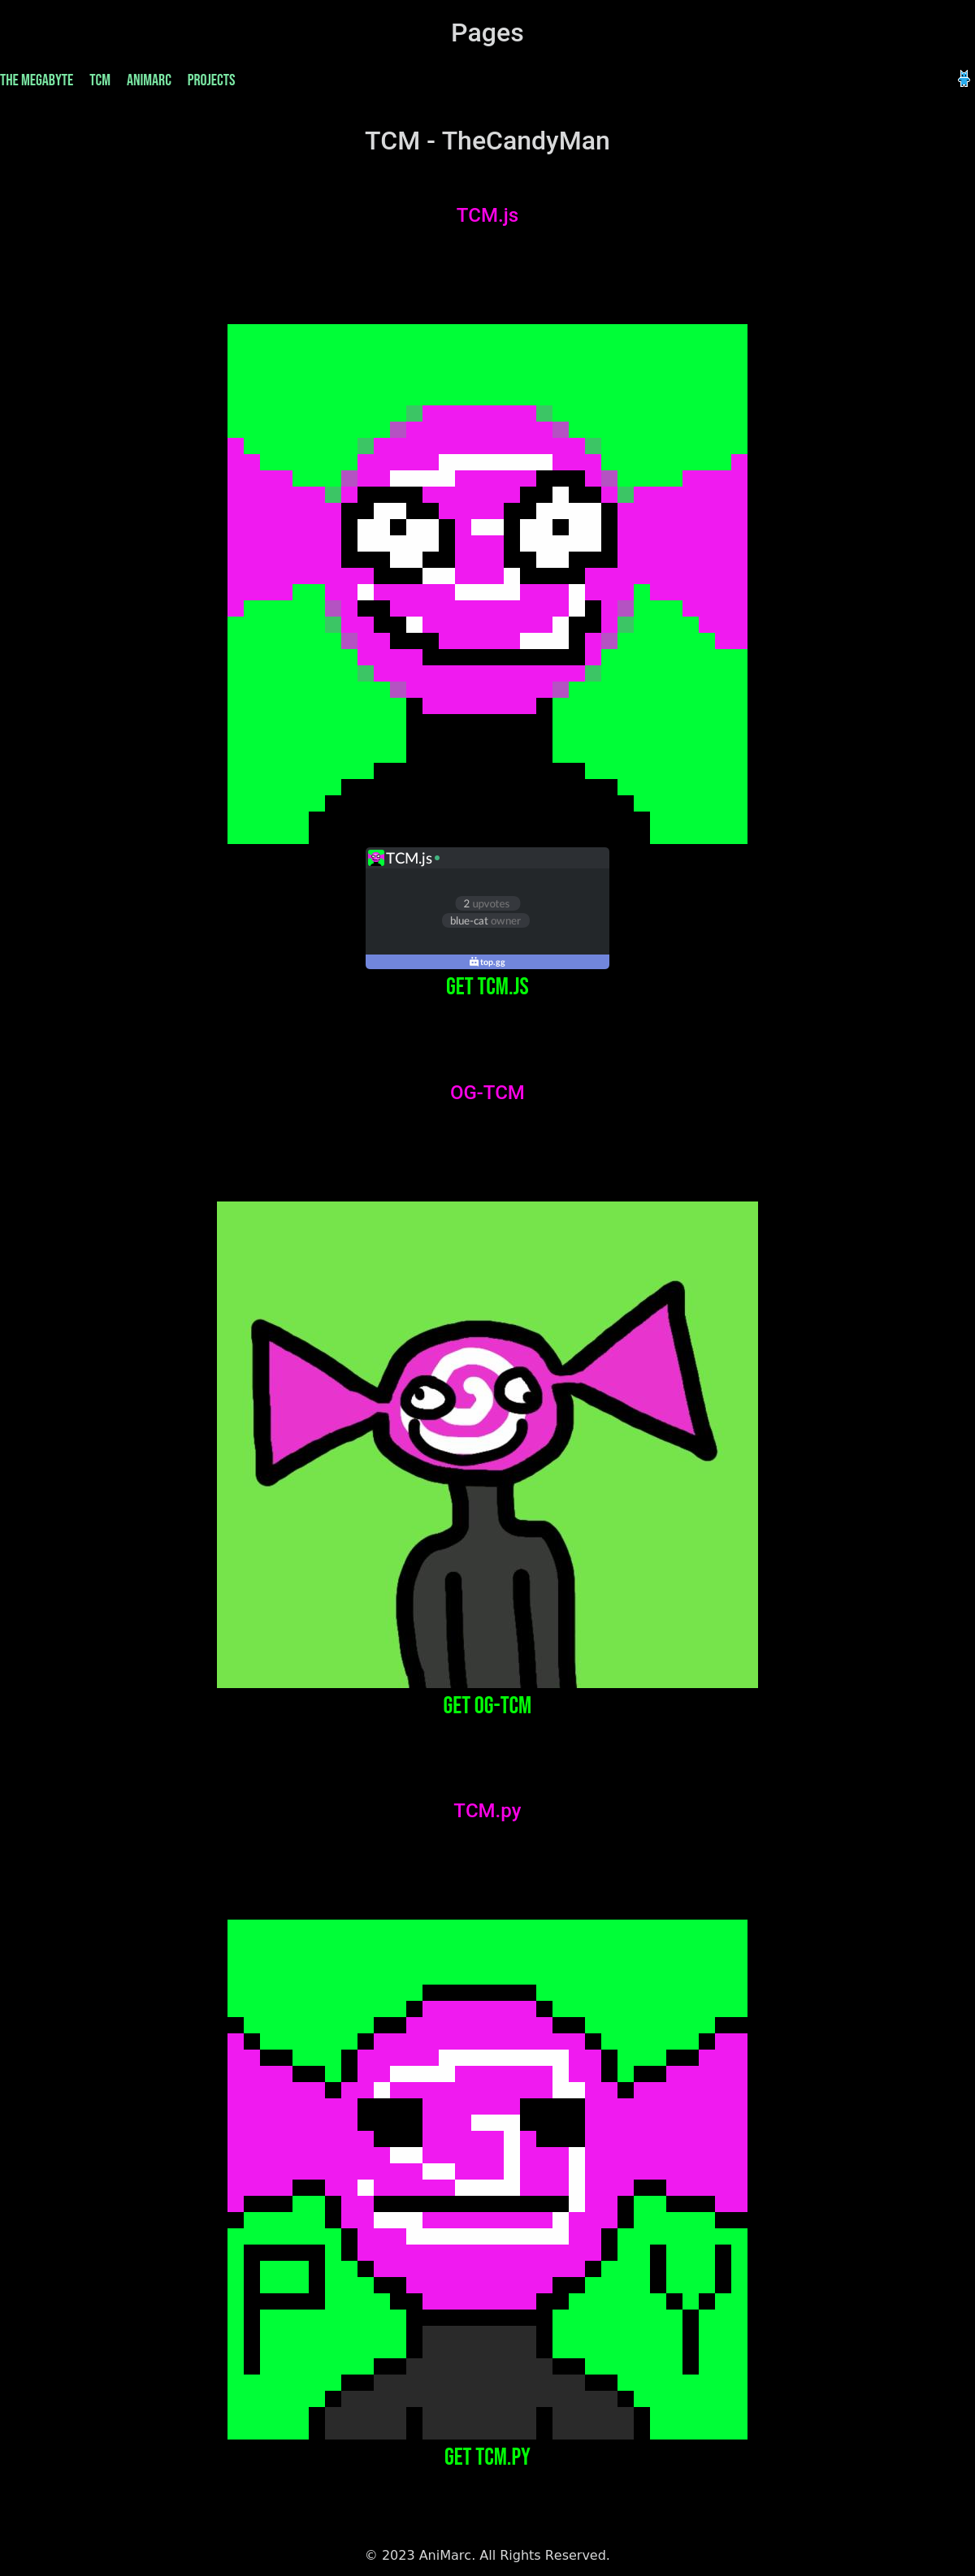 Pages
THE MEGABYTE TCM ANIMARC PROJECTS
TCM - TheCandyMan
TCM.js
TCM.js
2 upvotes
blue-cat owner
top.gg
GET TCM.JS
OG-TCM
GET OG-TCM
TCM.py
P Y
GET TCM.PY
© 2023 AniMarc. All Rights Reserved.